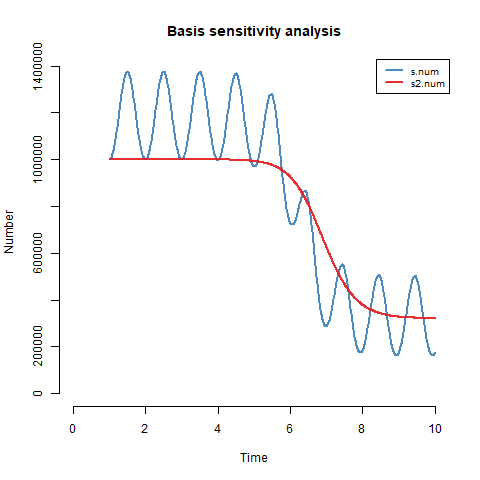 Basis sensitivity analysis
s.num
s2.num
1400000
1000000
600000
200000
0
Number
0 2 4 6 8 10
Time